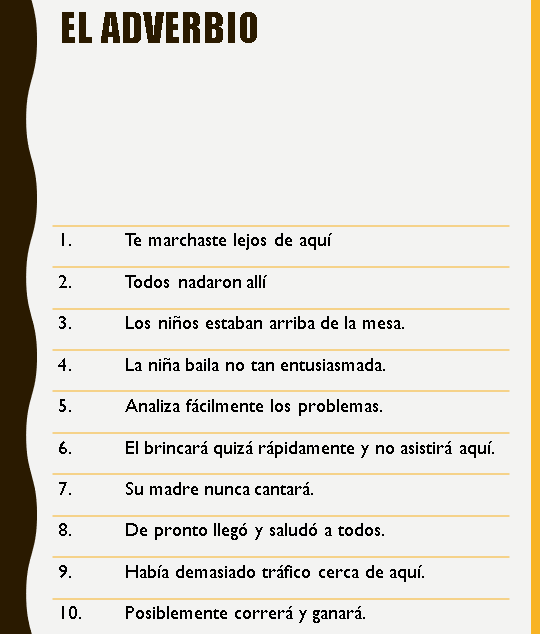 EL ADVERBIO
1. Te marchaste lejos de aquí
2. Todos nadaron allí
3. Los niños estaban arriba de la mesa.
4. La niña baila no tan entusiasmada.
5. Analiza fácilmente los problemas.
6. El brincará quizá rápidamente y no asistirá aquí.
7. Su madre nunca cantará.
8. De pronto llegó y saludó a todos.
9. Había demasiado tráfico cerca de aquí.
10. Posiblemente correrá y ganará.